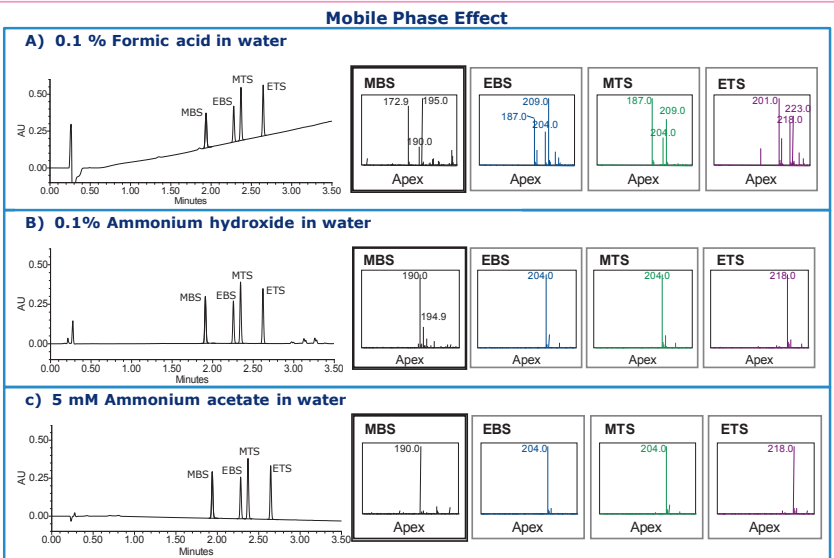 Mobile Phase Effect
A) 0.1 % Formic acid in water
AU
0.50
0.25
0.00
MBS
EBS
MTS
ETS
0.00 0.50 1.00 1.50 2.00 2.50 3.00 3.50
Minutes
MBS
172.9
195.0
190.0
Apex
EBS
209.0
187.0
204.0
Apex
MTS
187.0
209.0
204.0
Apex
ETS
201.0
223.0
218.0
Apex
B) 0.1% Ammonium hydroxide in water
AU
0.50
0.25
0.00
MBS
EBS
MTS
ETS
0.00 0.50 1.00 1.50 2.00 2.50 3.00 3.50
Minutes
MBS
190.0
194.9
Apex
EBS
204.0
Apex
MTS
204.0
Apex
ETS
218.0
Apex
c) 5 mM Ammonium acetate in water
AU
0.50
0.25
0.00
MBS
EBS
MTS
ETS
0.00 0.50 1.00 1.50 2.00 2.50 3.00 3.50
Minutes
MBS
190.0
Apex
EBS
204.0
Apex
MTS
204.0
Apex
ETS
218.0
Apex